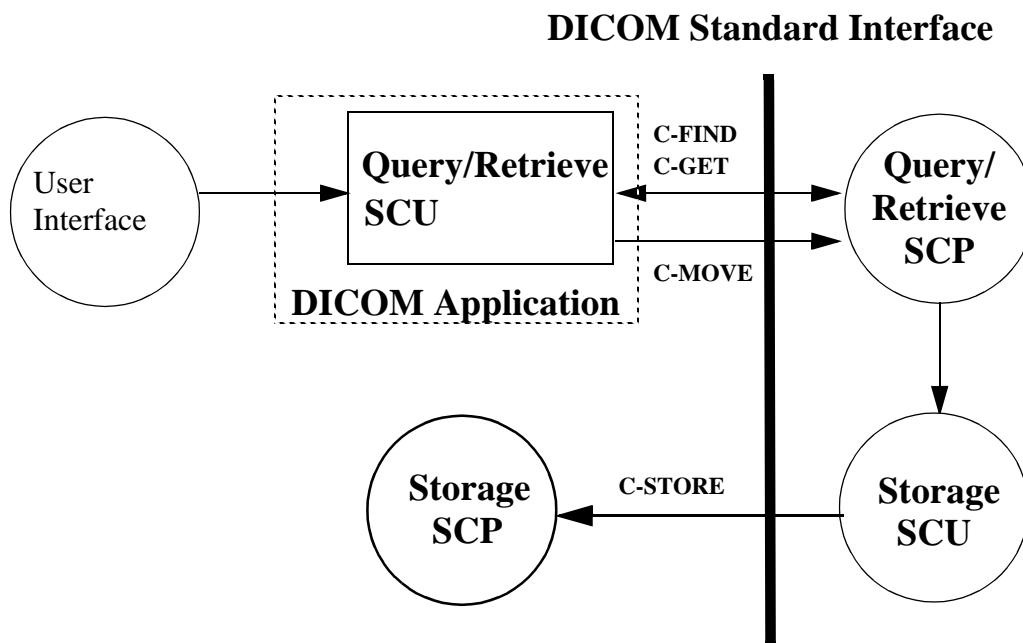 DICOM Standard Interface
User
Interface
Query/Retrieve
SCU
DICOM Application
C-FIND
C-GET
C-MOVE
Query/
Retrieve
SCP
Storage
SCP
C-STORE
Storage
SCU